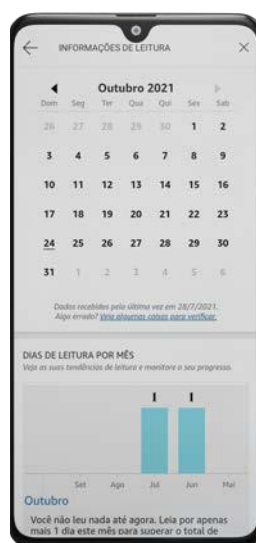 INFORMAÇÕES DE LEITURA
Outubro 2021
Dom Seg Ter Qua Qui Sex Sab
26 27 28 29 30 1 2
3 4 5 6 7 8 9
10 11 12 13 14 15 16
17 18 19 20 21 22 23
24 25 26 27 28 29 30
31 1 2 3 4 5 6
Dados recebidos pela última vez em 28/7/2021.
Algo errado? Veja algumas coisas para verificar.
DIAS DE LEITURA POR MÊS
Veja as suas tendências de leitura e monitore o seu progresso.
1 1
Set Ago Jul Jun Mai
Outubro
Você não leu nada até agora. Leia por apenas
mais 1 dia este mês para superar o total de